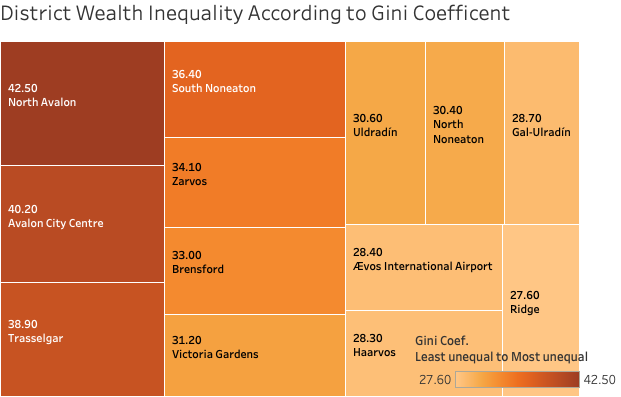 District Wealth Inequality According to Gini Coefficent
42.50
North Avalon
40.20
Avalon City Centre
38.90
Trasselgar
36.40
South Noneaton
34.10
Zarvos
33.00
Brensford
31.20
Victoria Gardens
30.60
Uldradín
30.40
North
Noneaton
28.70
Gal-Ulradín
28.40
Ævos International Airport
28.30
Haarvos
27.60
Ridge
Gini Coef.
Least unequal to Most unequal
27.60 42.50